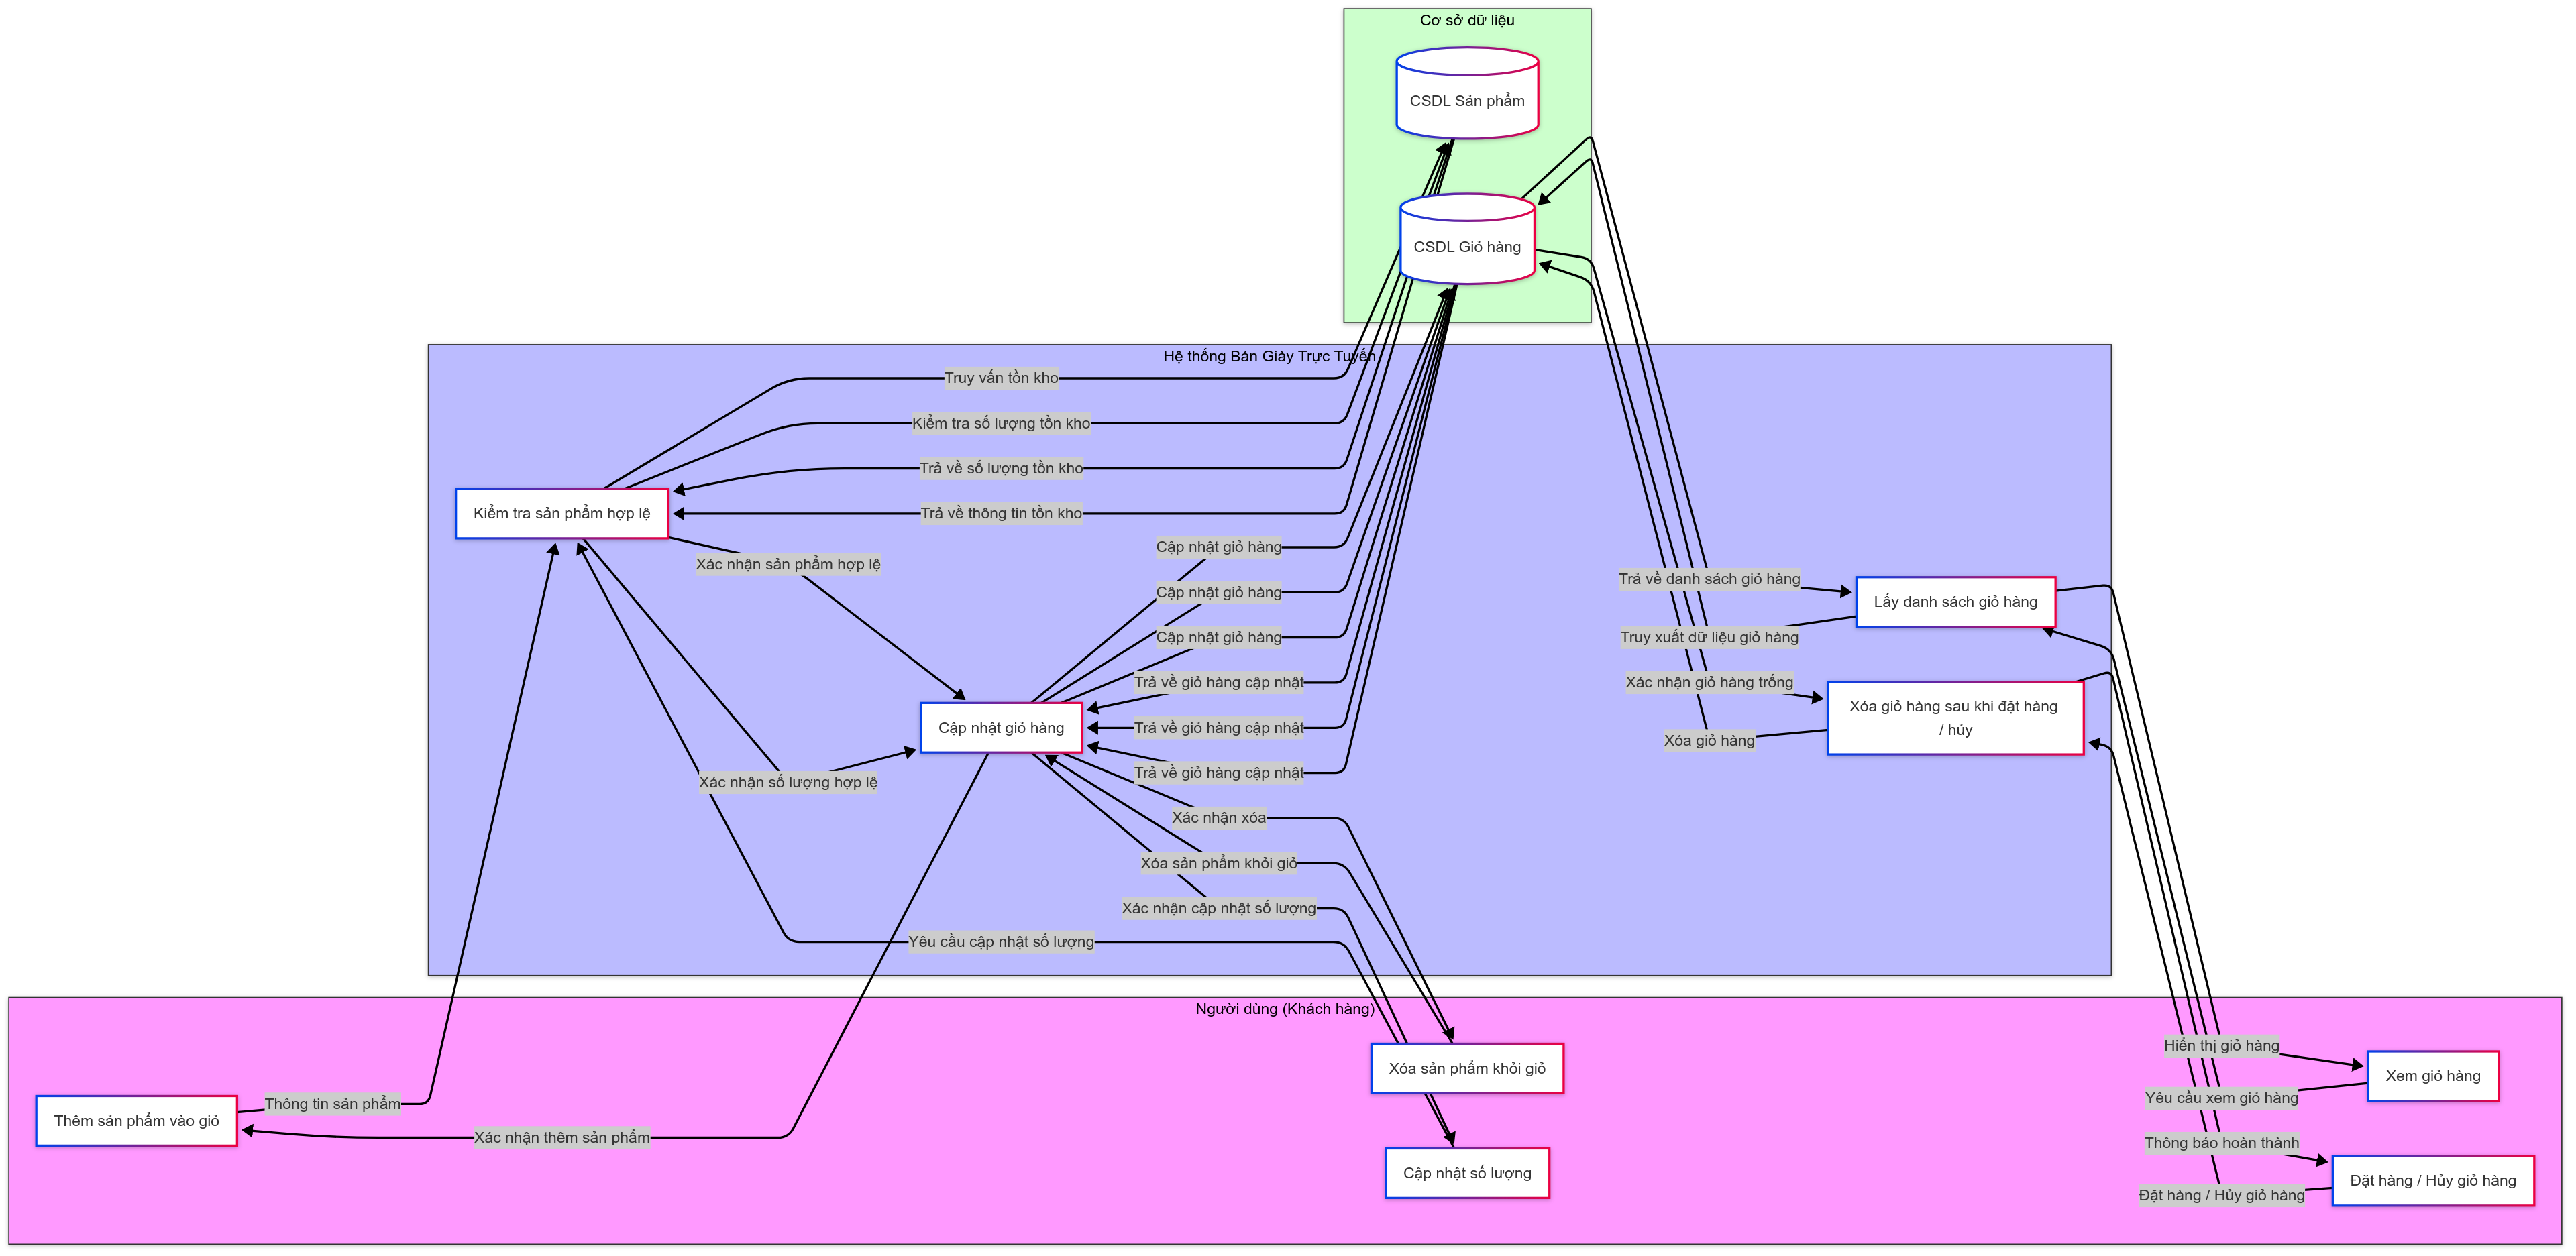 Cơ sở dữ liệu
CSDL Sản phẩm
CSDL Giỏ hàng
Hệ thống Bán Giày Trực Tuyến
Truy vấn tồn kho
Kiểm tra số lượng tồn kho
Trả về số lượng tồn kho
Kiểm tra sản phẩm hợp lệ
Trả về thông tin tồn kho
Cập nhật giỏ hàng
Xác nhận sản phẩm hợp lệ
Trả về danh sách giỏ hàng
Cập nhật giỏ hàng
Lấy danh sách giỏ hàng
Cập nhật giỏ hàng
Truy xuất dữ liệu giỏ hàng
Trả về giỏ hàng cập nhật
Xác nhận giỏ hàng trống
Xóa giỏ hàng sau khi đặt hàng
/ hủy
Cập nhật giỏ hàng
Trả về giỏ hàng cập nhật
Xóa giỏ hàng
Trả về giỏ hàng cập nhật
Xác nhận số lượng hợp lệ
Xác nhận xóa
Xóa sản phẩm khỏi giỏ
Xác nhận cập nhật số lượng
Yêu cầu cập nhật số lượng
Người dùng (Khách hàng)
Hiển thị giỏ hàng
Xóa sản phẩm khỏi giỏ
Xem giỏ hàng
Yêu cầu xem giỏ hàng
Thông tin sản phẩm
Thêm sản phẩm vào giỏ
Xác nhận thêm sản phẩm
Thông báo hoàn thành
Cập nhật số lượng
Đặt hàng / Hủy giỏ hàng
Đặt hàng / Hủy giỏ hàng